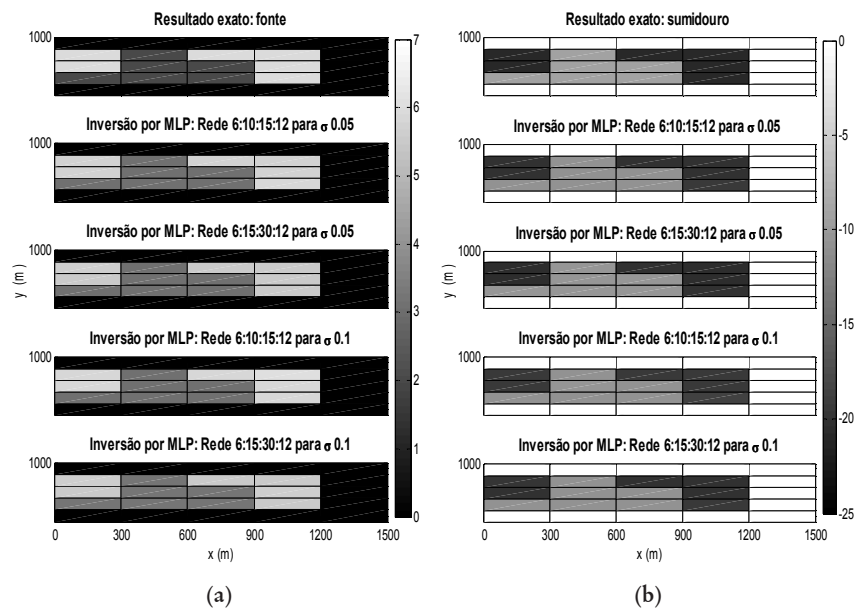 Resultado exato: fonte
1000
Inversão por MLP: Rede 6:10:15:12 para σ 0.05
1000
Inversão por MLP: Rede 6:15:30:12 para σ 0.05
1000
Inversão por MLP: Rede 6:10:15:12 para σ 0.1
1000
Inversão por MLP: Rede 6:15:30:12 para σ 0.1
1000
y (m)
0 300 600 900 1200 1500
x (m)
7
6
5
4
3
2
1
0
(a)
Resultado exato: sumidouro
1000
Inversão por MLP: Rede 6:10:15:12 para σ 0.05
1000
Inversão por MLP: Rede 6:15:30:12 para σ 0.05
1000
Inversão por MLP: Rede 6:10:15:12 para σ 0.1
1000
Inversão por MLP: Rede 6:15:30:12 para σ 0.1
1000
y (m)
0 300 600 900 1200 1500
x (m)
0
-5
-10
-15
-20
-25
(b)